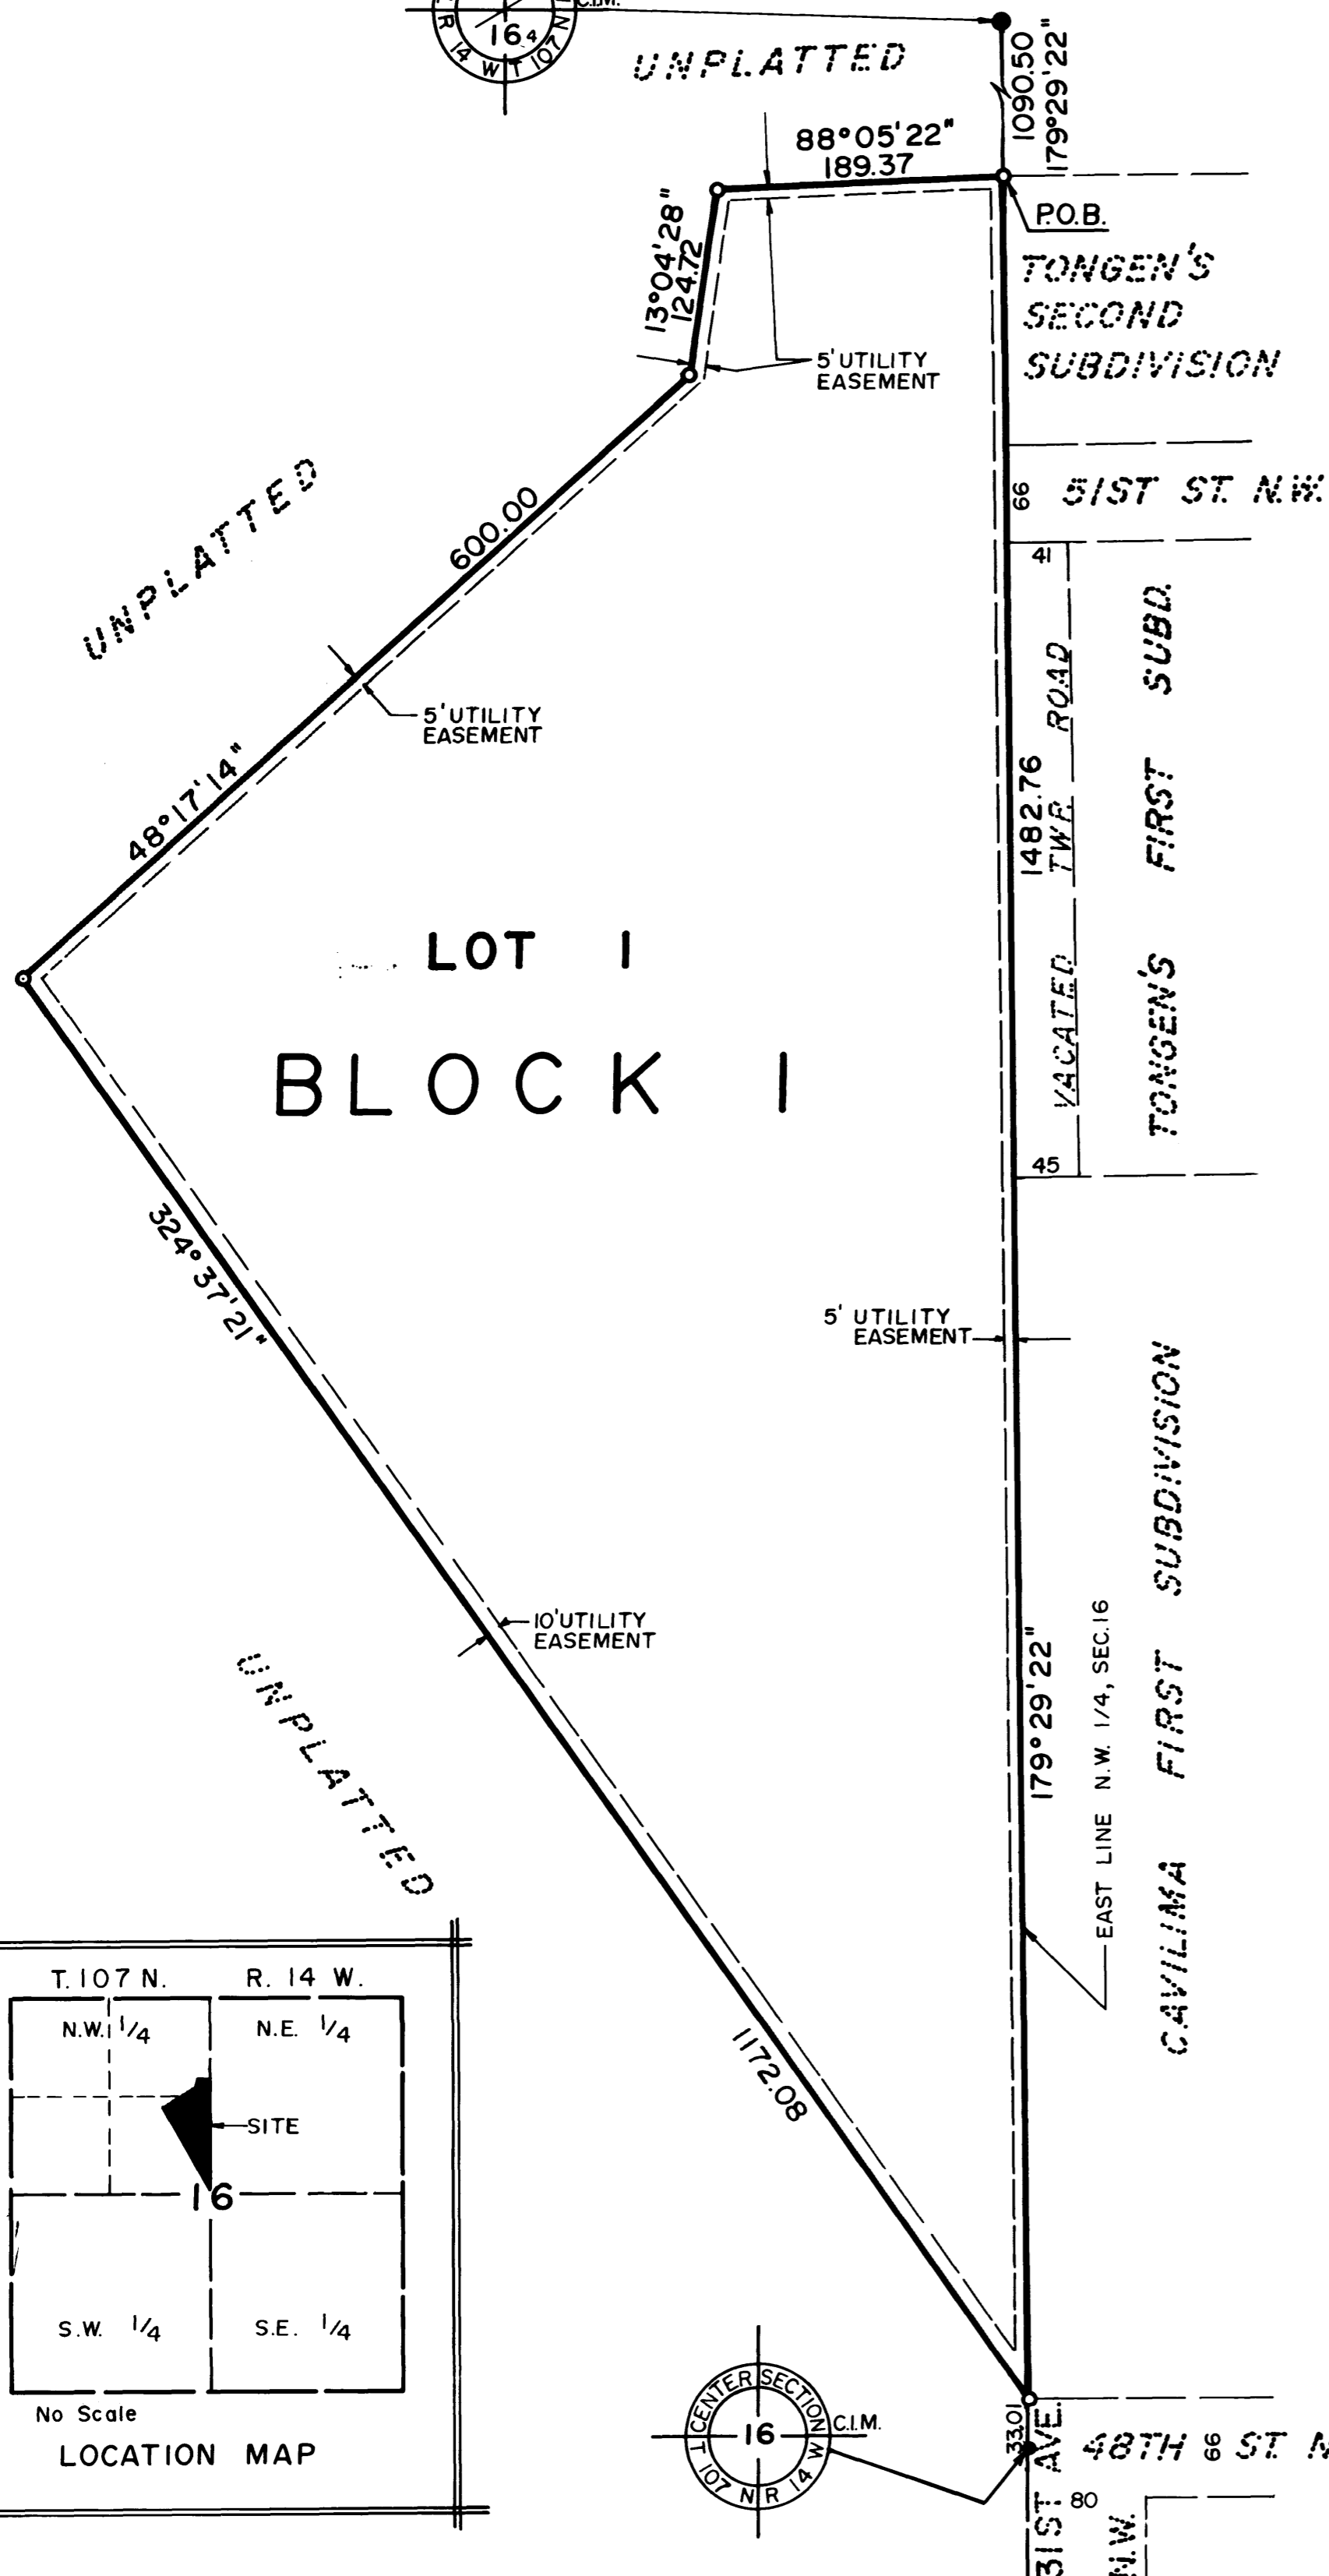 C.I.M.
16
4
R 14 W T 107 N
UNPLATTED
1090.50
179°29'22"
88°05'22"
189.37
P.O.B.
13°04'28"
124.72
TONGEN'S
SECOND
SUBDIVISION
5' UTILITY
EASEMENT
UNPLATTED
600.00
66
51ST ST. N.W.
41
48°17'14"
5' UTILITY
EASEMENT
1482.76
VACATED TWP. ROAD
TONGEN'S FIRST SUBD.
LOT 1
BLOCK 1
45
324°37'21"
5' UTILITY
EASEMENT
10' UTILITY
EASEMENT
179°29'22"
EAST LINE N.W. 1/4, SEC.16
CAVILIMA FIRST SUBDIVISION
UNPLATTED
1172.08
T. 107 N. R. 14 W.
N.W. 1/4 N.E. 1/4
SITE
16
S.W. 1/4 S.E. 1/4
No Scale
LOCATION MAP
CENTER SECTION
16
T 107 N R 14 W
C.I.M.
33.01
48TH 66 ST. N
31ST AVE.
80
N.W.